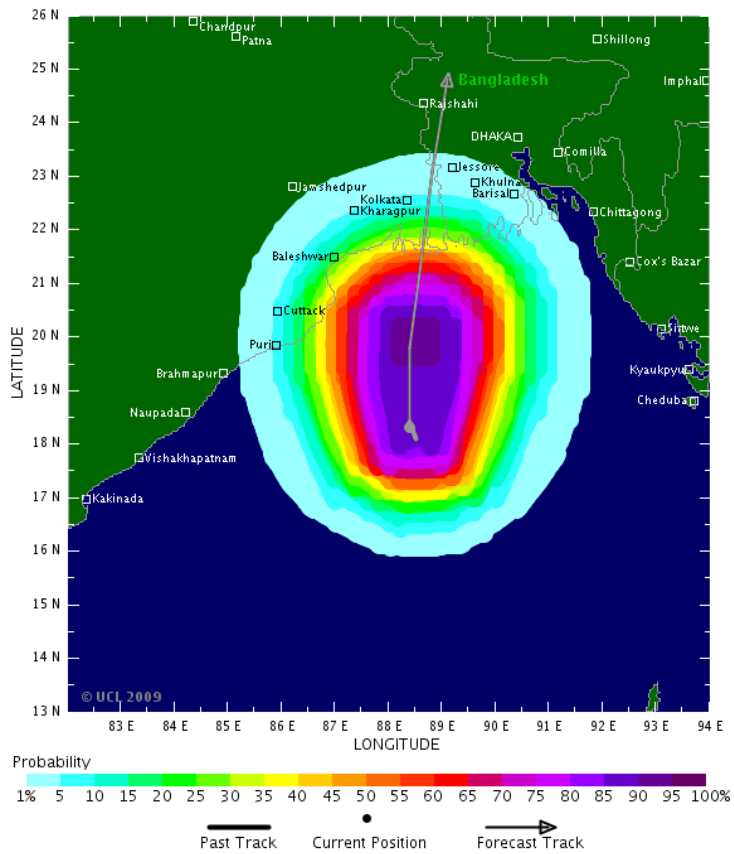 26 N
Chandpur
Patna
Shillong
25 N
Bangladesh
Imphal
24 N
Rajshahi
DHAKA
Comilla
23 N
Jessore
Jawshedpur
Khulna
Kolkata
Barisal
Kharagpur
Chittagong
22 N
Baleshwar
Cox's Bazar
21 N
Cuttack
20 N
Puri
Sittwe
Brahmapur
Kyaukpyu
19 N
Cheduba
Naupada
18 N
Vishakhapatnam
17 N
Kakinada
16 N
15 N
14 N
© UCL 2009
13 N
LATITUDE
83 E 84 E 85 E 86 E 87 E 88 E 89 E 90 E 91 E 92 E 93 E 94 E
LONGITUDE
Probability
1% 5 10 15 20 25 30 35 40 45 50 55 60 65 70 75 80 85 90 95 100%
Past Track Current Position Forecast Track